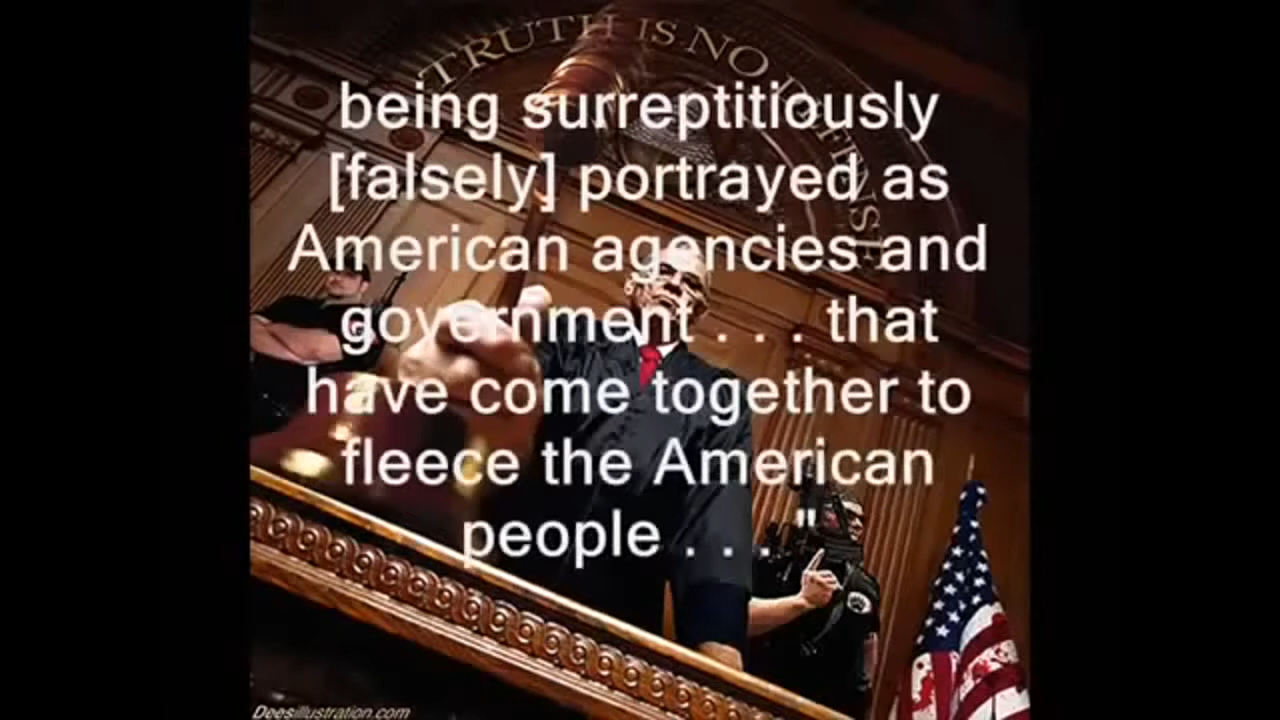 TRUTH IS NO DEFENSE
being surreptitiously
[falsely] portrayed as
American agencies and
government . . . that
have come together to
fleece the American
people . . . "
Deesillustration.com